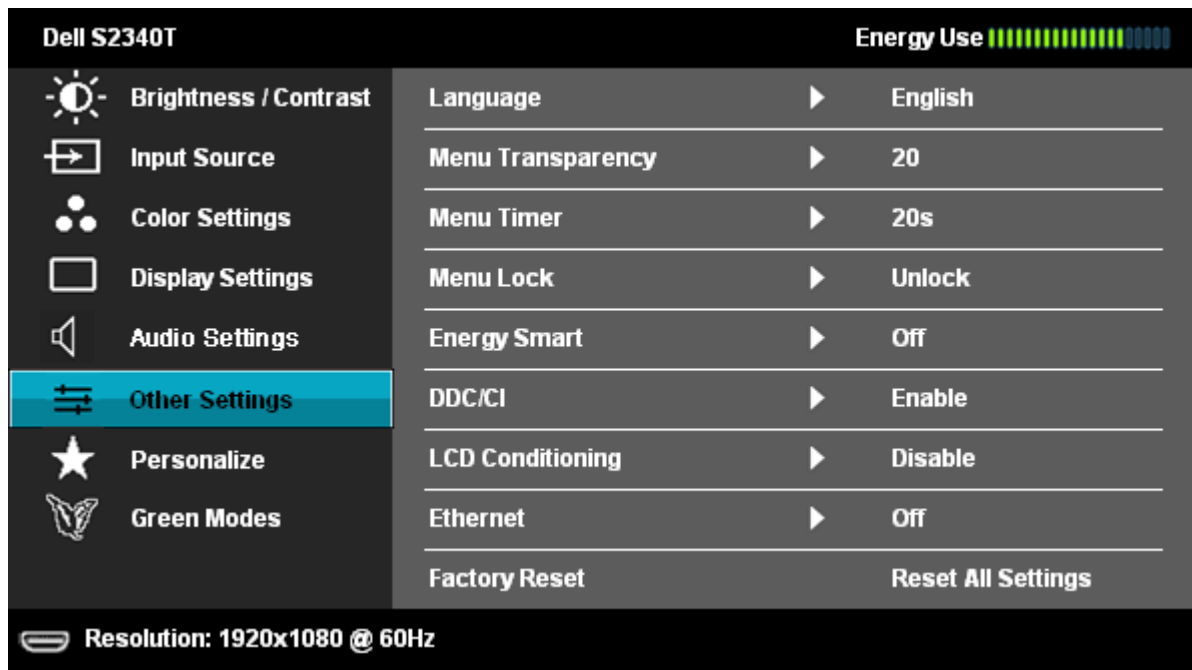 Dell S2340T Energy Use
Brightness / Contrast Language English
Input Source Menu Transparency 20
Color Settings Menu Timer 20s
Display Settings Menu Lock Unlock
Audio Settings Energy Smart Off
Other Settings DDC/CI Enable
Personalize LCD Conditioning Disable
Green Modes Ethernet Off
Factory Reset Reset All Settings
Resolution: 1920x1080 @ 60Hz